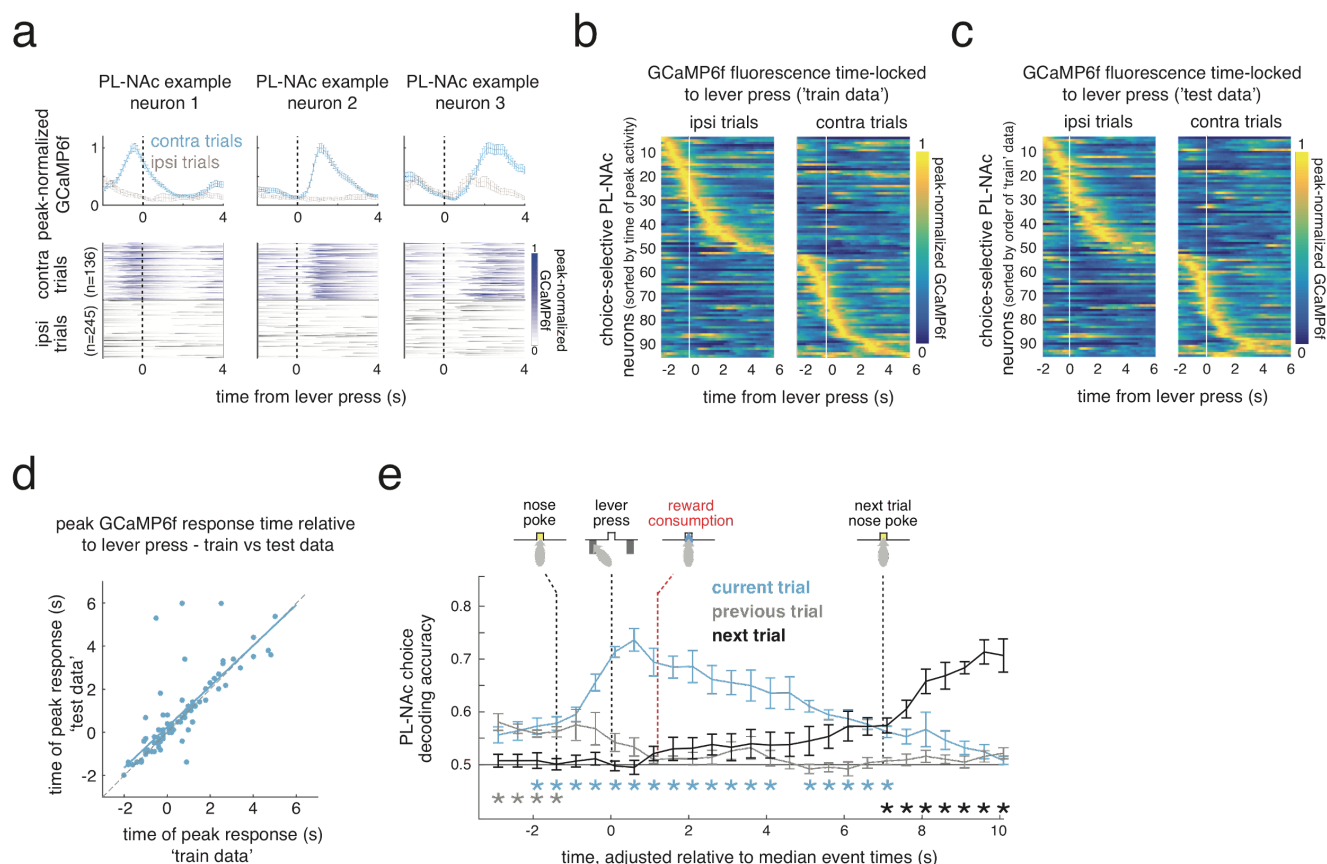 a
PL-NAc example
neuron 1
PL-NAc example
neuron 2
PL-NAc example
neuron 3
peak-normalized
GCaMP6f
1
0
contra trials
ipsi trials
0
4
0
4
0
4
contra
trials
(n=136)
ipsi
trials
(n=245)
0
4
0
4
0
4
1
0
peak-normalized
GCaMP6f
time from lever press (s)
b
GCaMP6f fluorescence time-locked
to lever press ('train data')
ipsi trials
contra trials
choice-selective PL-NAc
neurons (sorted by time of peak activity)
10
20
30
40
50
60
70
80
90
-2 0 2 4 6
-2 0 2 4 6
1
0
peak-normalized GCaMP6f
time from lever press (s)
c
GCaMP6f fluorescence time-locked
to lever press ('test data')
ipsi trials
contra trials
choice-selective PL-NAc
neurons (sorted by order of 'train' data)
10
20
30
40
50
60
70
80
90
-2 0 2 4 6
-2 0 2 4 6
1
0
peak-normalized GCaMP6f
time from lever press (s)
d
peak GCaMP6f response time relative
to lever press - train vs test data
time of peak response (s)
'test data'
6
4
2
0
-2
-2 0 2 4 6
time of peak response (s)
'train data'
e
nose
poke
lever
press
reward
consumption
next trial
nose poke
current trial
previous trial
next trial
PL-NAc choice
decoding accuracy
0.8
0.7
0.6
0.5
* * * * * * * * * * * * * * * * * *
* * * *
* * * * * * *
-2 0 2 4 6 8 10
time, adjusted relative to median event times (s)